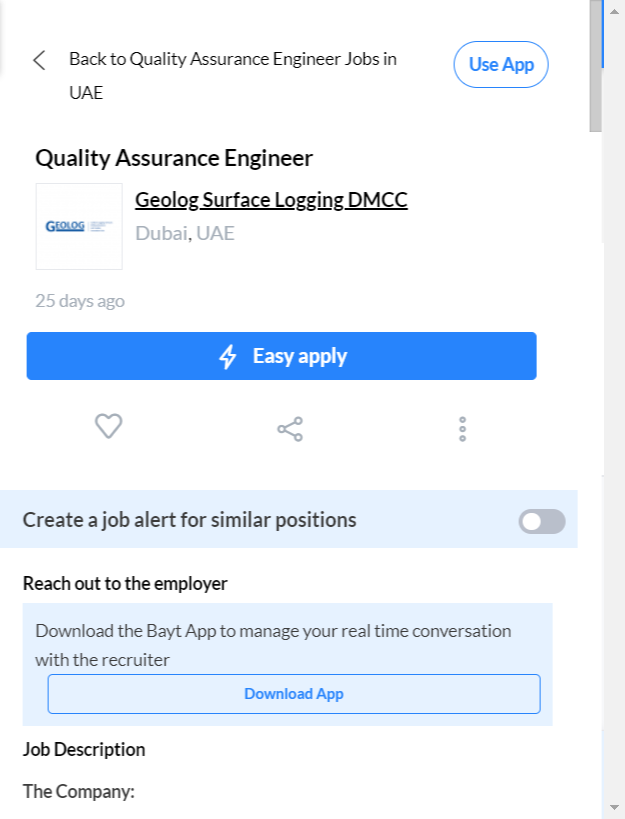 Back to Quality Assurance Engineer Jobs in
UAE
Use App
Quality Assurance Engineer
GEOLOG
Geolog Surface Logging DMCC
Dubai, UAE
25 days ago
Easy apply
Create a job alert for similar positions
Reach out to the employer
Download the Bayt App to manage your real time conversation
with the recruiter
Download App
Job Description
The Company: